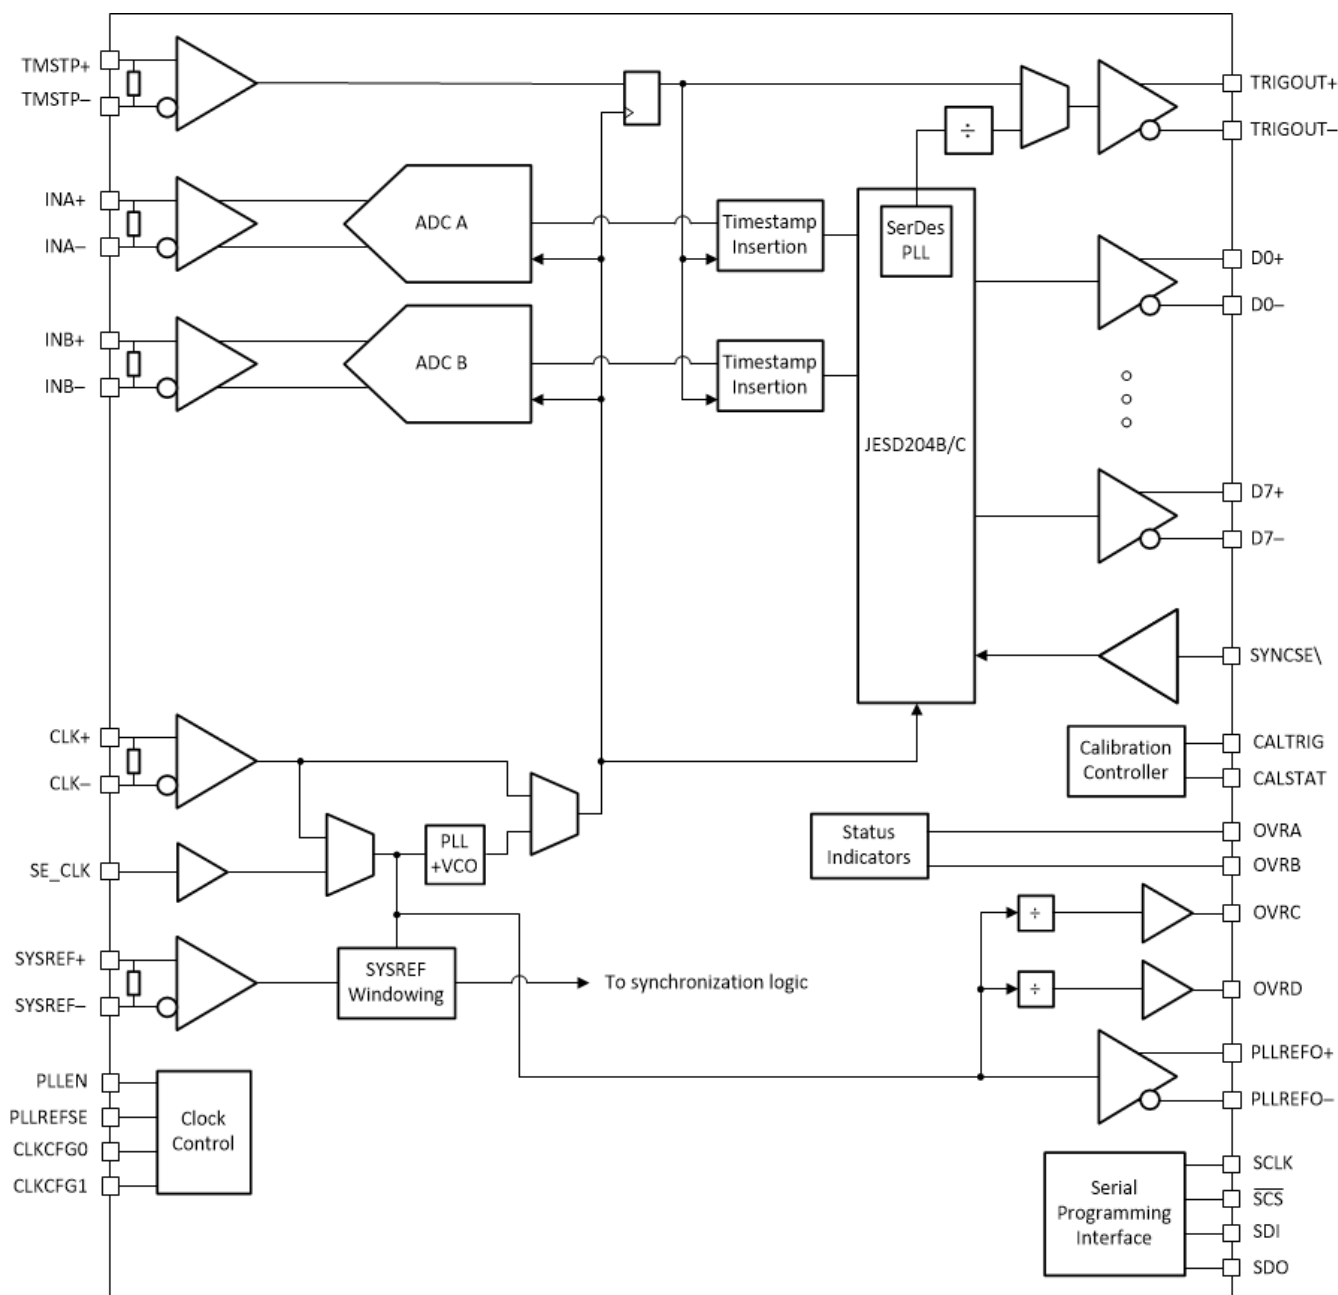 TMSTP+
TMSTP–
INA+
INA–
INB+
INB–
CLK+
CLK–
SE_CLK
SYSREF+
SYSREF–
PLLEN
PLLREFSE
CLKCFG0
CLKCFG1
ADC A
ADC B
Timestamp
Insertion
Timestamp
Insertion
SerDes
PLL
JESD204B/C
÷
PLL
+VCO
SYSREF
Windowing
To synchronization logic
Clock
Control
Calibration
Controller
Status
Indicators
÷
÷
Serial
Programming
Interface
TRIGOUT+
TRIGOUT–
D0+
D0–
D7+
D7–
SYNCSE\
CALTRIG
CALSTAT
OVRA
OVRB
OVRC
OVRD
PLLREFO+
PLLREFO–
SCLK
S̅C̅S̅
SDI
SDO